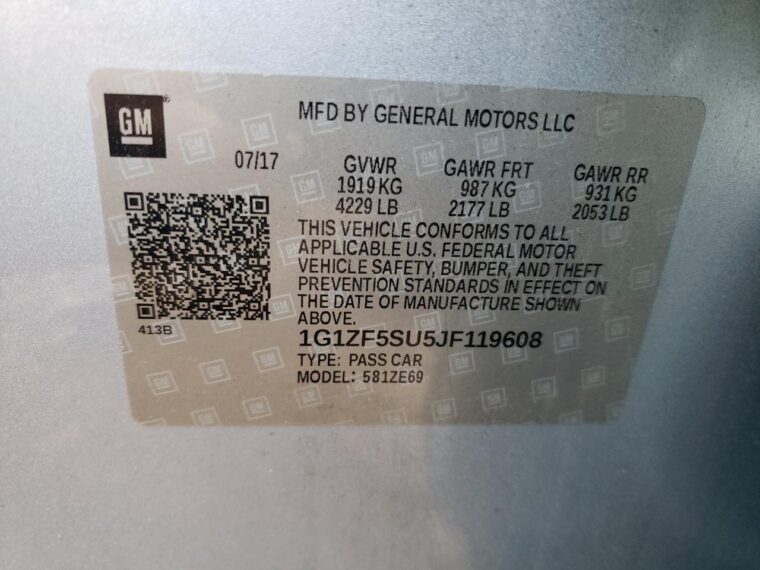 GM
MFD BY GENERAL MOTORS LLC
07/17
GVWR GAWR FRT GAWR RR
1919 KG 987 KG 931 KG
4229 LB 2177 LB 2053 LB
THIS VEHICLE CONFORMS TO ALL
APPLICABLE U.S. FEDERAL MOTOR
VEHICLE SAFETY, BUMPER, AND THEFT
PREVENTION STANDARDS IN EFFECT ON
THE DATE OF MANUFACTURE SHOWN
ABOVE.
413B
1G1ZF5SU5JF119608
TYPE: PASS CAR
MODEL: 581ZE69